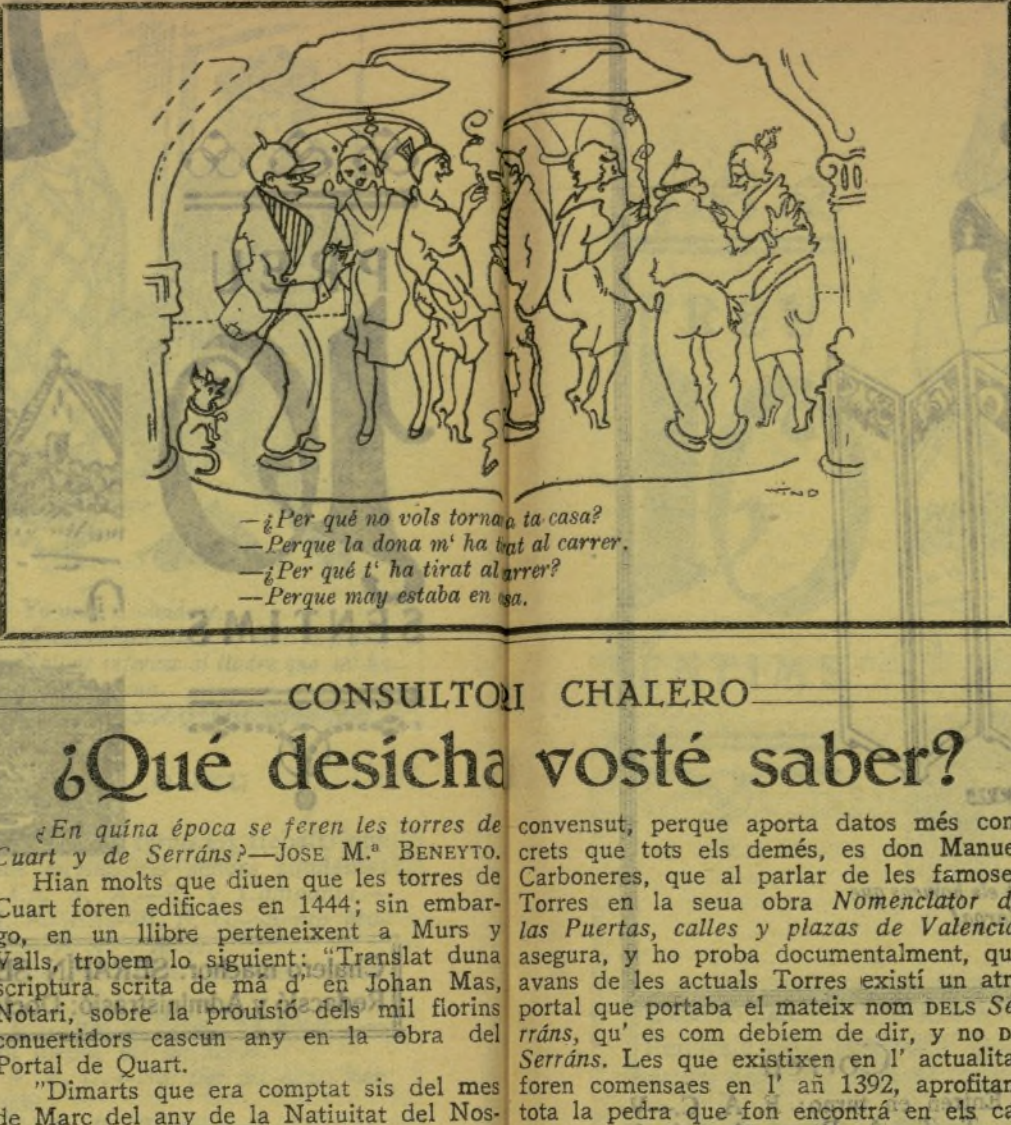 TINO
—¿Per qué no vols torna a ta casa?
—Perque la dona m' ha tirat al carrer.
—¿Per qué t' ha tirat al arrer?
—Perque may estaba en sa.
CONSULTORI CHALERO
¿Qué desicha vosté saber?
¿En quína época se feren les torres de
Cuart y de Serráns?—JOSE M.ª BENEYTO.
Hian molts que diuen que les torres de
Cuart foren edificaes en 1444; sin embar-
go, en un llibre perteneixent a Murs y
Valls, trobem lo siguient: "Translat duna
scriptura scrita de má d' en Johan Mas,
Notari, sobre la prouisió dels mil florins
conuertidors cascun any en la obra del
Portal de Quart.
"Dimarts que era comptat sis del mes
de Marc del any de la Natiuitat del Nos-
convensut, perque aporta datos més con
crets que tots els demés, es don Manue
Carboneres, que al parlar de les famose
Torres en la seua obra Nomenclator d
las Puertas, calles y plazas de Valencia
asegura, y ho proba documentalment, qu
avans de les actuals Torres existí un atr
portal que portaba el mateix nom DELS Se
rráns, qu' es com debíem de dir, y no D
Serráns. Les que existixen en l' actualita
foren comensaes en l' añ 1392, aprofitan
tota la pedra que fon encontrá en els ca